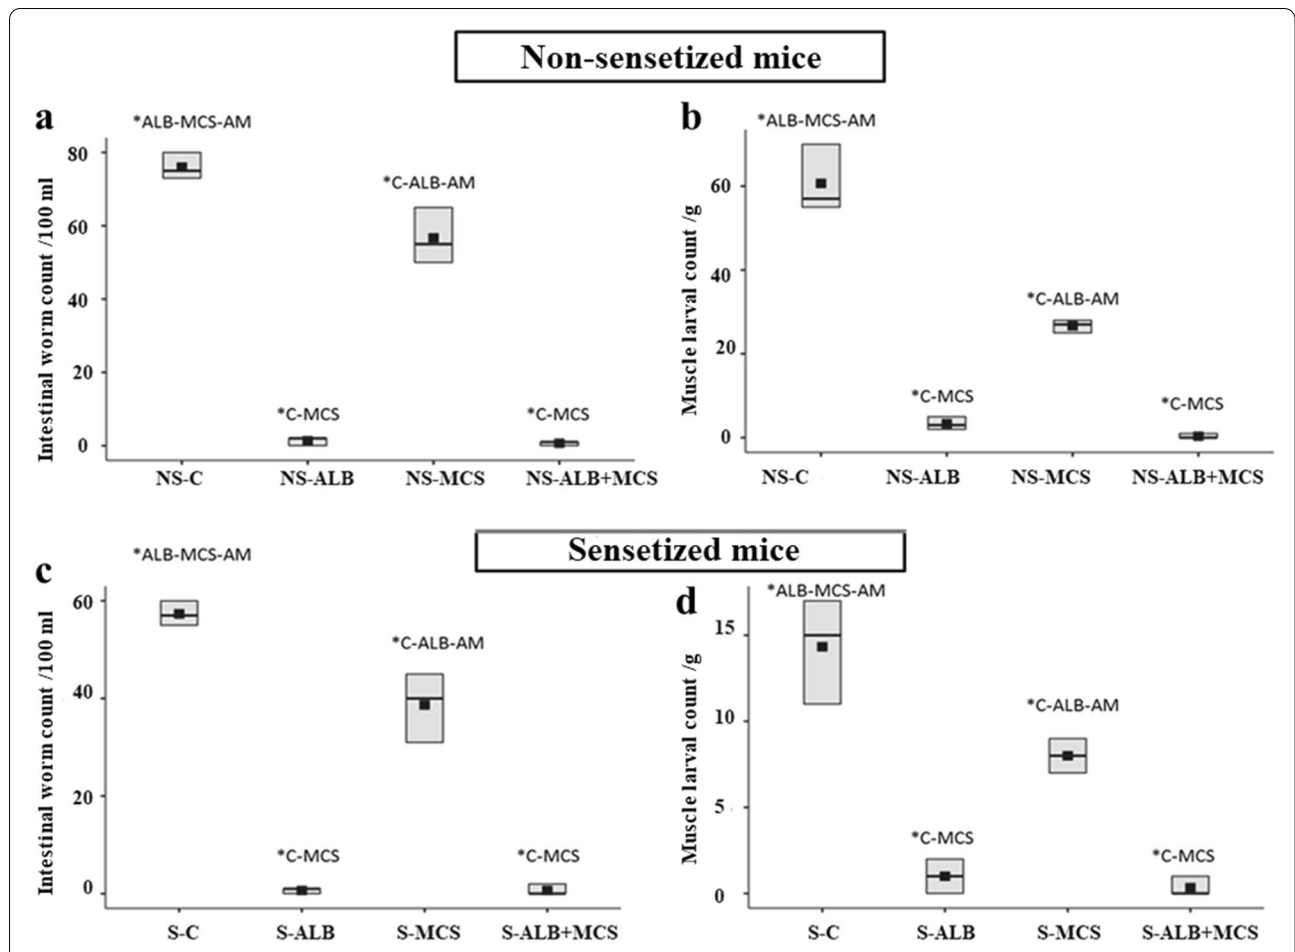 Non-sensetized mice
a
*ALB-MCS-AM
*C-ALB-AM
*C-MCS
*C-MCS
80
60
40
20
0
Intestinal worm count /100 ml
NS-C NS-ALB NS-MCS NS-ALB+MCS
b
*ALB-MCS-AM
*C-ALB-AM
*C-MCS
*C-MCS
60
40
20
0
Muscle larval count /g
NS-C NS-ALB NS-MCS NS-ALB+MCS
Sensetized mice
c
*ALB-MCS-AM
*C-ALB-AM
*C-MCS
*C-MCS
60
40
20
0
Intestinal worm count /100 ml
S-C S-ALB S-MCS S-ALB+MCS
d
*ALB-MCS-AM
*C-ALB-AM
*C-MCS
*C-MCS
15
10
5
0
Muscle larval count /g
S-C S-ALB S-MCS S-ALB+MCS